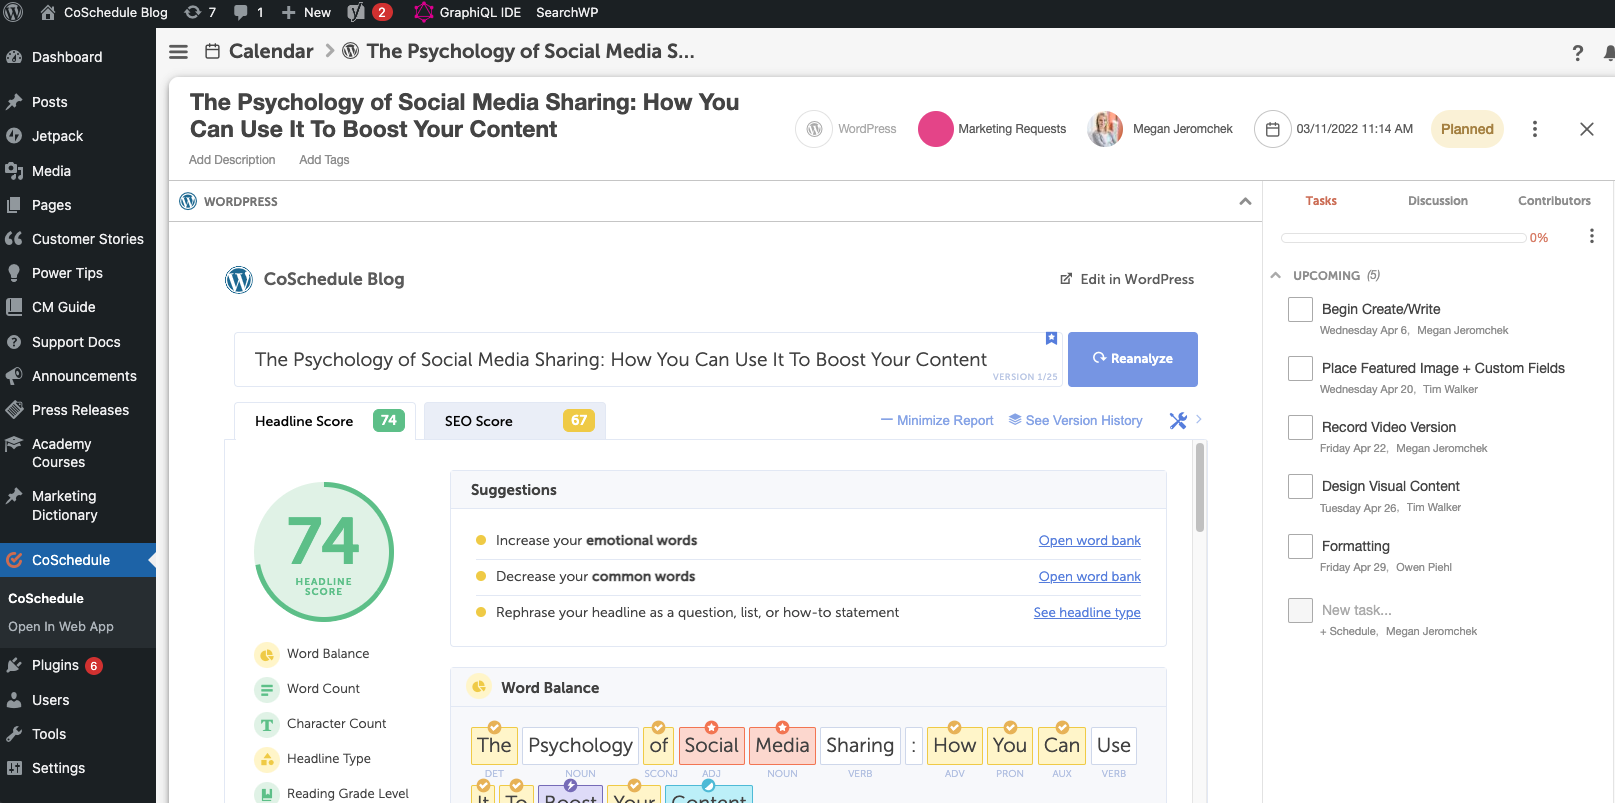 CoSchedule Blog 7 1 New 2 GraphiQL IDE SearchWP
Dashboard
Posts
Jetpack
Media
Pages
Customer Stories
Power Tips
CM Guide
Support Docs
Announcements
Press Releases
Academy
Courses
Marketing
Dictionary
CoSchedule
CoSchedule
Open In Web App
Plugins 6
Users
Tools
Settings
Calendar The Psychology of Social Media S...
?
The Psychology of Social Media Sharing: How You
Can Use It To Boost Your Content
Add Description Add Tags
WordPress Marketing Requests Megan Jeromchek 03/11/2022 11:14 AM Planned
WORDPRESS
CoSchedule Blog Edit in WordPress
The Psychology of Social Media Sharing: How You Can Use It To Boost Your Content
VERSION 1/25
Reanalyze
Headline Score 74 SEO Score 67 Minimize Report See Version History
74
HEADLINE
SCORE
Word Balance
Word Count
Character Count
Headline Type
Reading Grade Level
Suggestions
Increase your emotional words Open word bank
Decrease your common words Open word bank
Rephrase your headline as a question, list, or how-to statement See headline type
Word Balance
The Psychology of Social Media Sharing : How You Can Use
DET NOUN SCONJ ADJ NOUN VERB ADV PRON AUX VERB
It To Boost Your Content
Tasks Discussion Contributors
0%
UPCOMING (5)
Begin Create/Write
Wednesday Apr 6, Megan Jeromchek
Place Featured Image + Custom Fields
Wednesday Apr 20, Tim Walker
Record Video Version
Friday Apr 22, Megan Jeromchek
Design Visual Content
Tuesday Apr 26, Tim Walker
Formatting
Friday Apr 29, Owen Piehl
New task...
+ Schedule, Megan Jeromchek